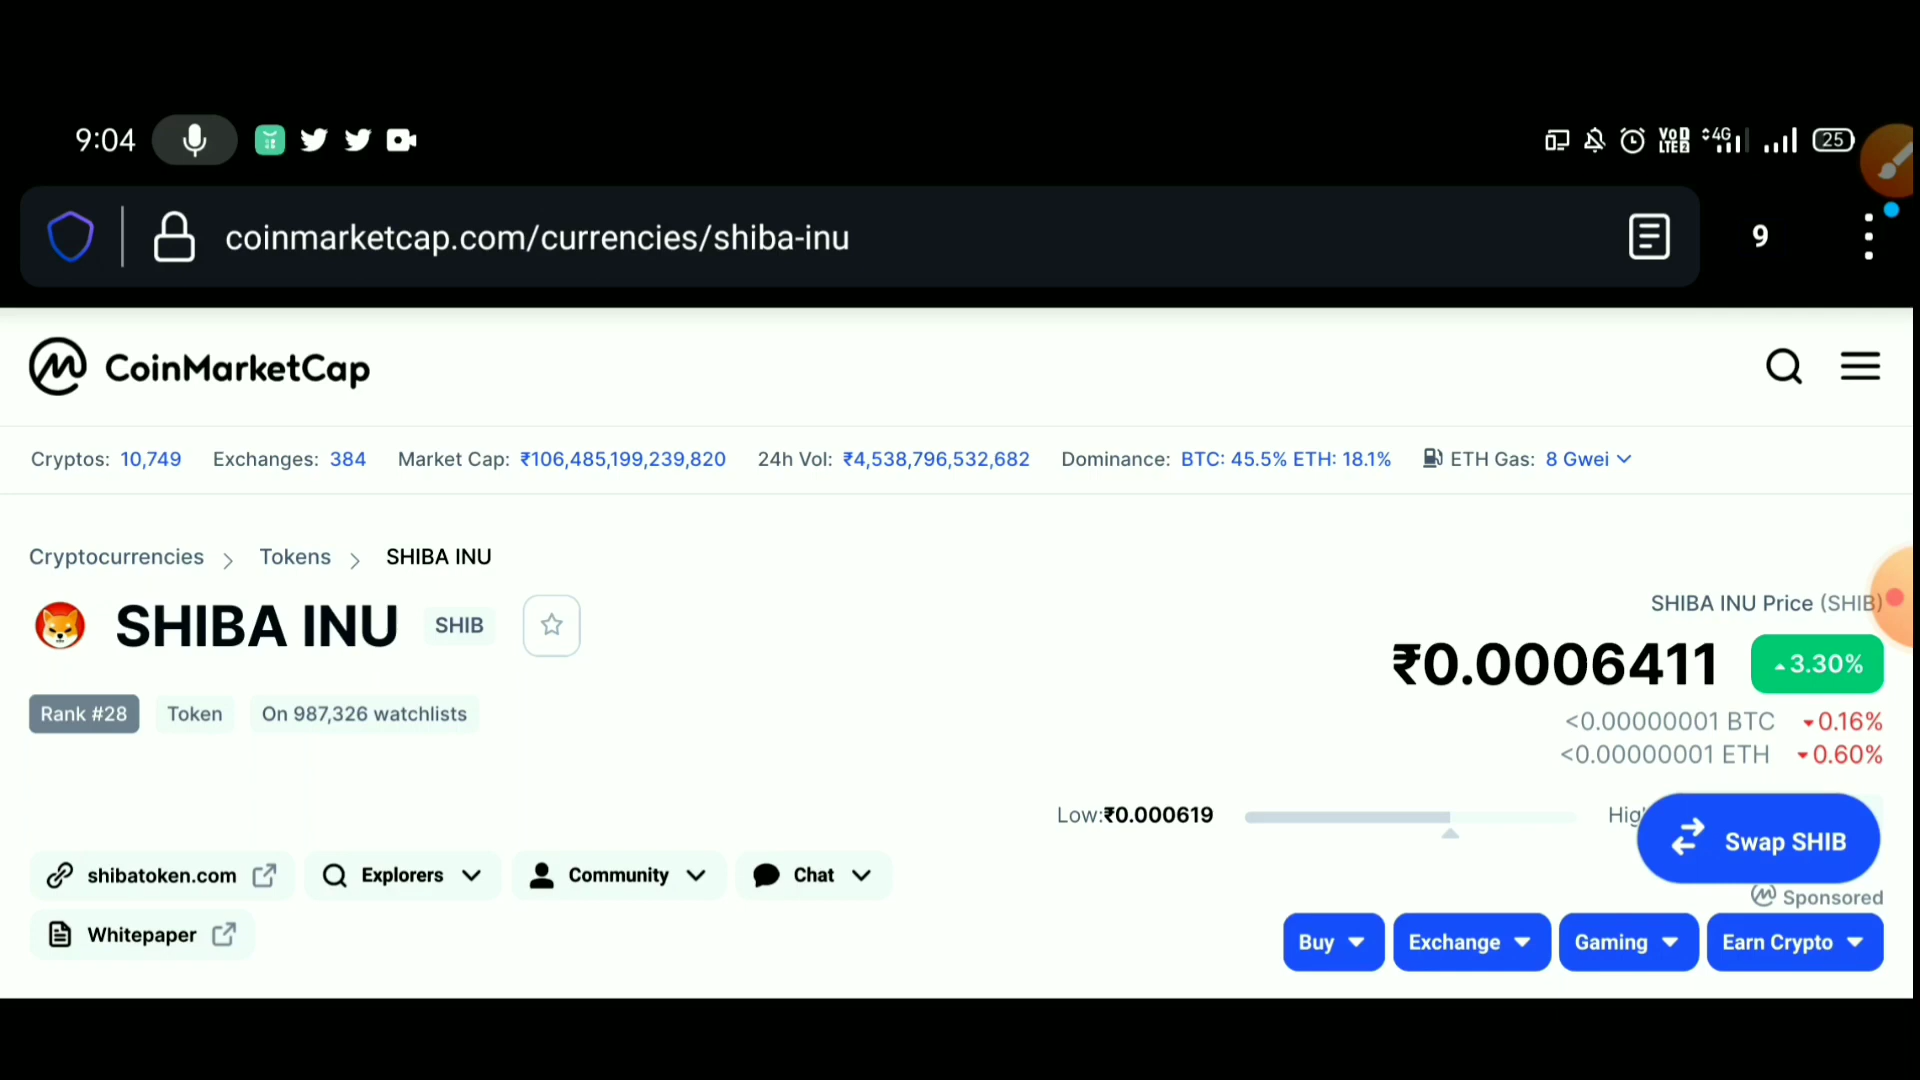 9:04
VoD LTE2 4G 25
coinmarketcap.com/currencies/shiba-inu 9
CoinMarketCap
Cryptos: 10,749 Exchanges: 384 Market Cap: ₹106,485,199,239,820 24h Vol: ₹4,538,796,532,682 Dominance: BTC: 45.5% ETH: 18.1% ETH Gas: 8 Gwei
Cryptocurrencies > Tokens > SHIBA INU
SHIBA INU SHIB
Rank #28 Token On 987,326 watchlists
SHIBA INU Price (SHIB)
₹0.0006411 3.30%
<0.00000001 BTC 0.16%
<0.00000001 ETH 0.60%
Low:₹0.000619
Swap SHIB
Sponsored
shibatoken.com Explorers Community Chat
Whitepaper
Buy Exchange Gaming Earn Crypto